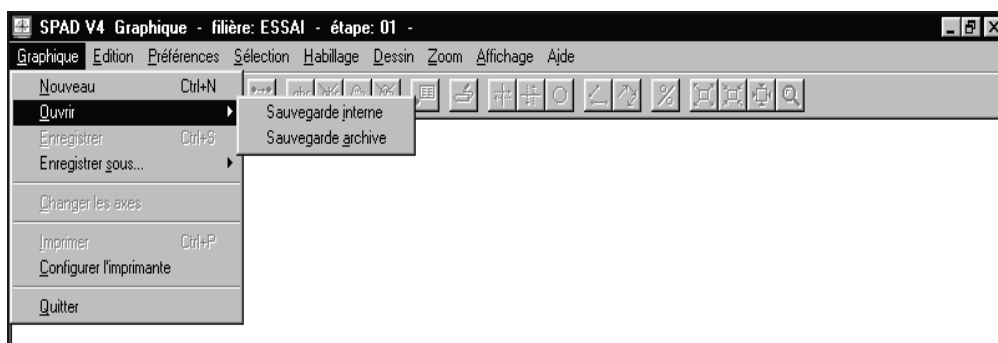 SPAD V4 Graphique - filière: ESSAI - étape: 01 -
Graphique Edition Préférences Sélection Habillage Dessin Zoom Affichage Aide
Nouveau Ctrl+N
Ouvrir
Sauvegarde interne
Sauvegarde archive
Enregistrer Ctrl+S
Enregistrer sous...
Changer les axes
Imprimer Ctrl+P
Configurer l'imprimante
Quitter